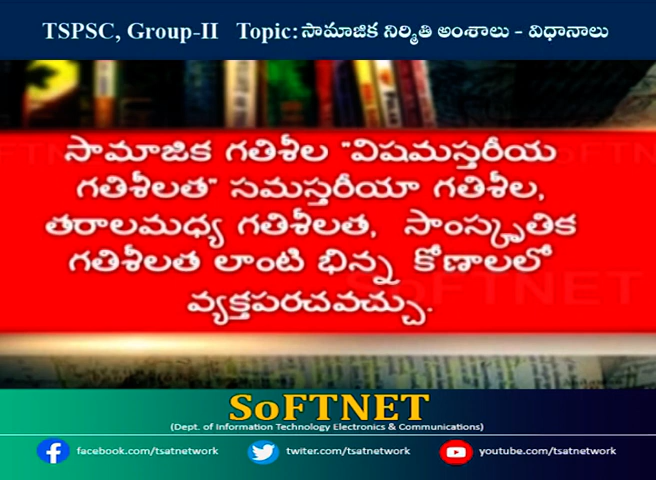 TSPSC, Group-II Topic: సామాజిక నిర్మితి అంశాలు - విధానాలు
సామాజిక గతిశీల "విషమస్తరీయ
గతిశీలత" సమస్తరీయా గతిశీల,
తరాలమధ్య గతిశీలత, సాంస్కృతిక
గతిశీలత లాంటి భిన్న కోణాలలో
వ్యక్తపరచవచ్చు.
SoFTNET
SoFTNET
(Dept. of Information Technology Electronics & Communications)
facebook.com/tsatnetwork twiter.com/tsatnetwork youtube.com/tsatnetwork